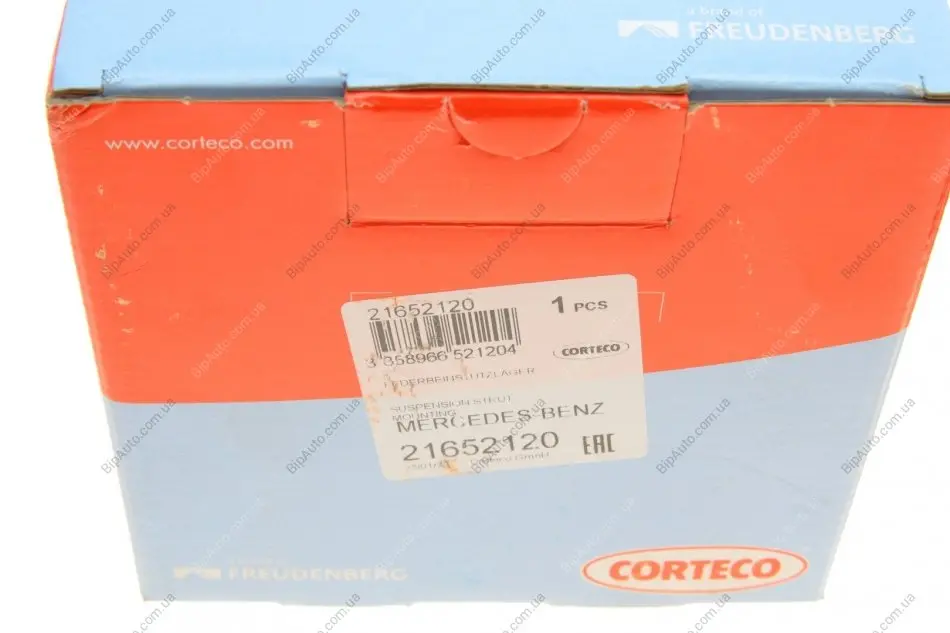 a brand of
FREUDENBERG
www.corteco.com
21652120
1 PCS
3 358966 521204
CORTECO
SUSPENSION STRUT
MOUNTING
MERCEDES-BENZ
21652120
EAC
FREUDENBERG
CORTECO
BipAuto.com.ua